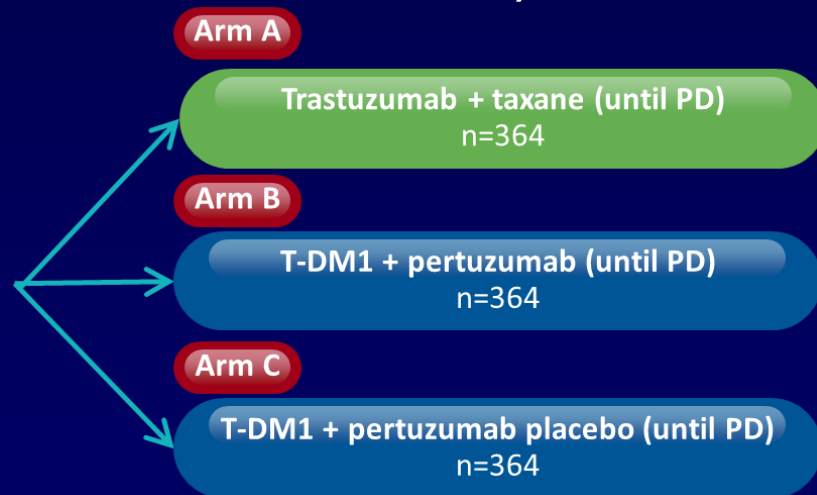 Arm A
Trastuzumab + taxane (until PD)
n=364
Arm B
T-DM1 + pertuzumab (until PD)
n=364
Arm C
T-DM1 + pertuzumab placebo (until PD)
n=364